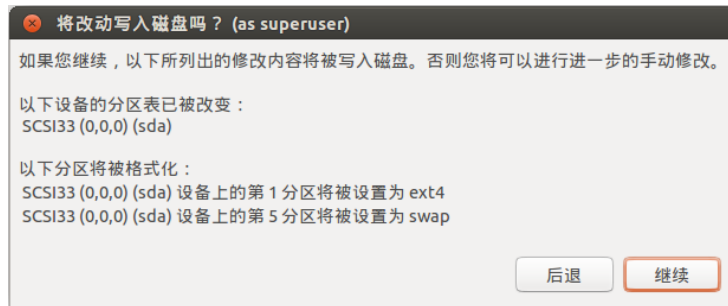 将改动写入磁盘吗？ (as superuser)
如果您继续，以下所列出的修改内容将被写入磁盘。否则您将可以进行进一步的手动修改。
以下设备的分区表已被改变：
SCSI33 (0,0,0) (sda)
以下分区将被格式化：
SCSI33 (0,0,0) (sda) 设备上的第 1 分区将被设置为 ext4
SCSI33 (0,0,0) (sda) 设备上的第 5 分区将被设置为 swap
后退 继续